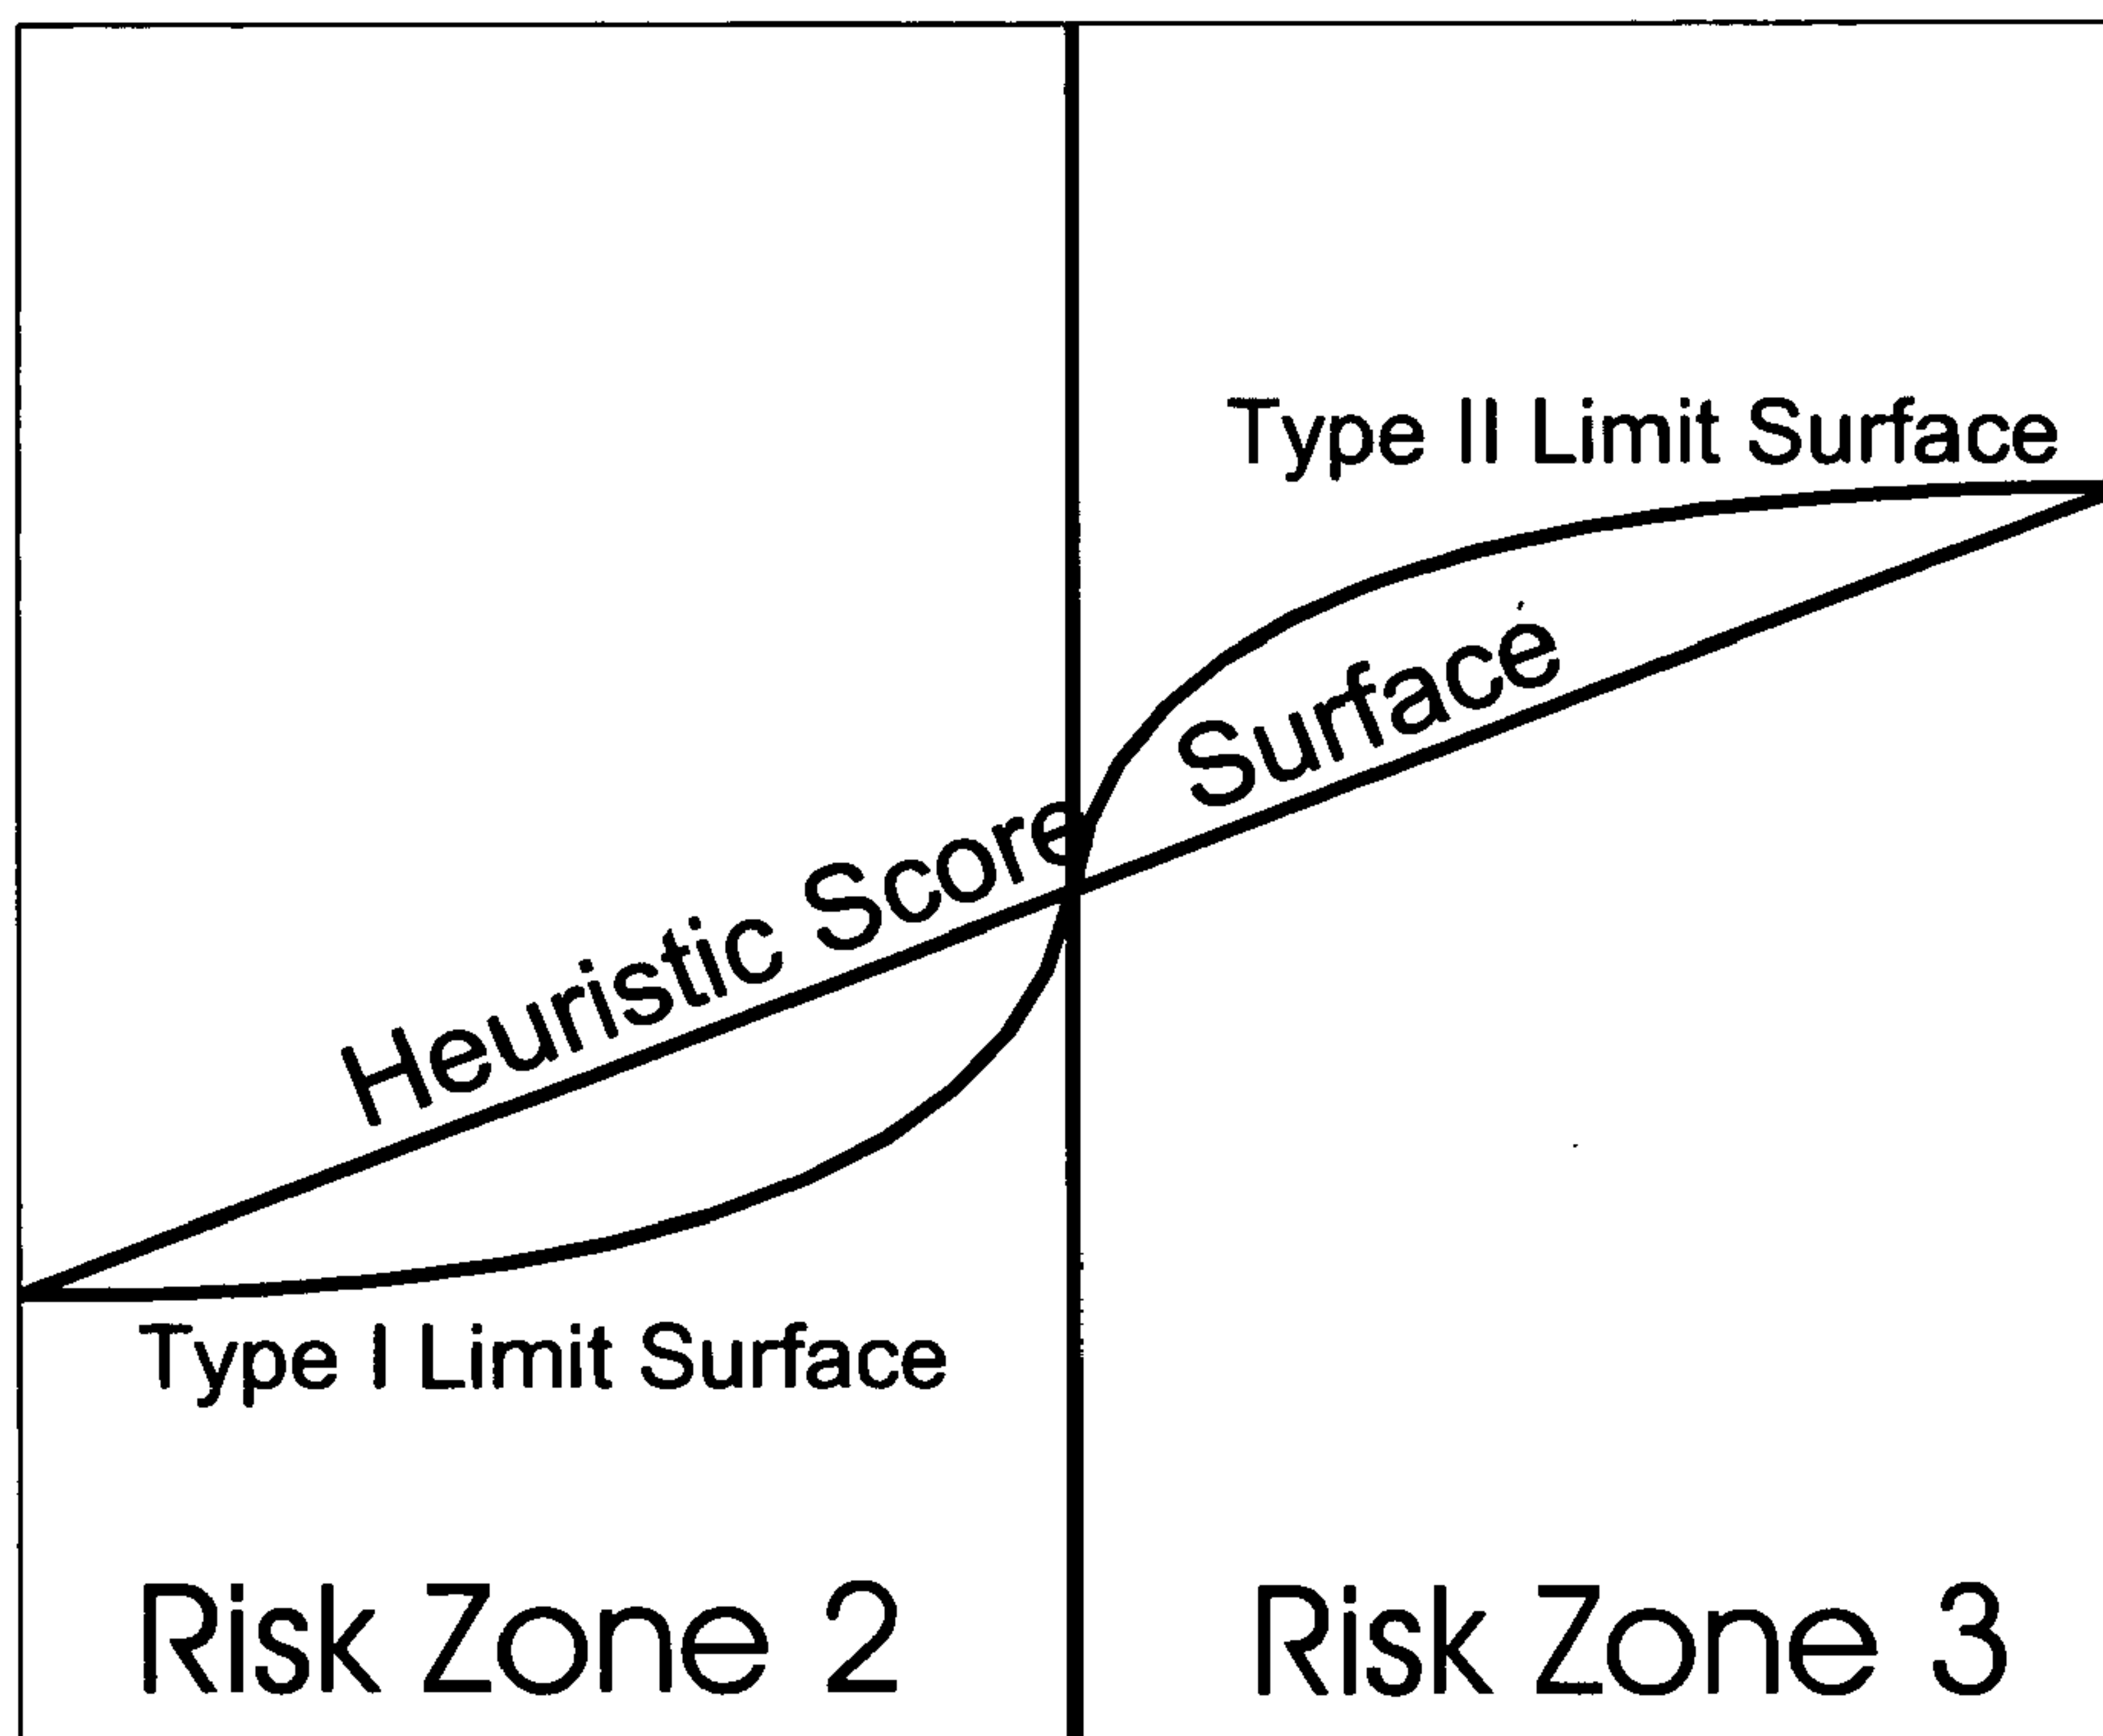 Type II Limit Surface
Heuristic Score Surface
Type I Limit Surface
Risk Zone 2
Risk Zone 3